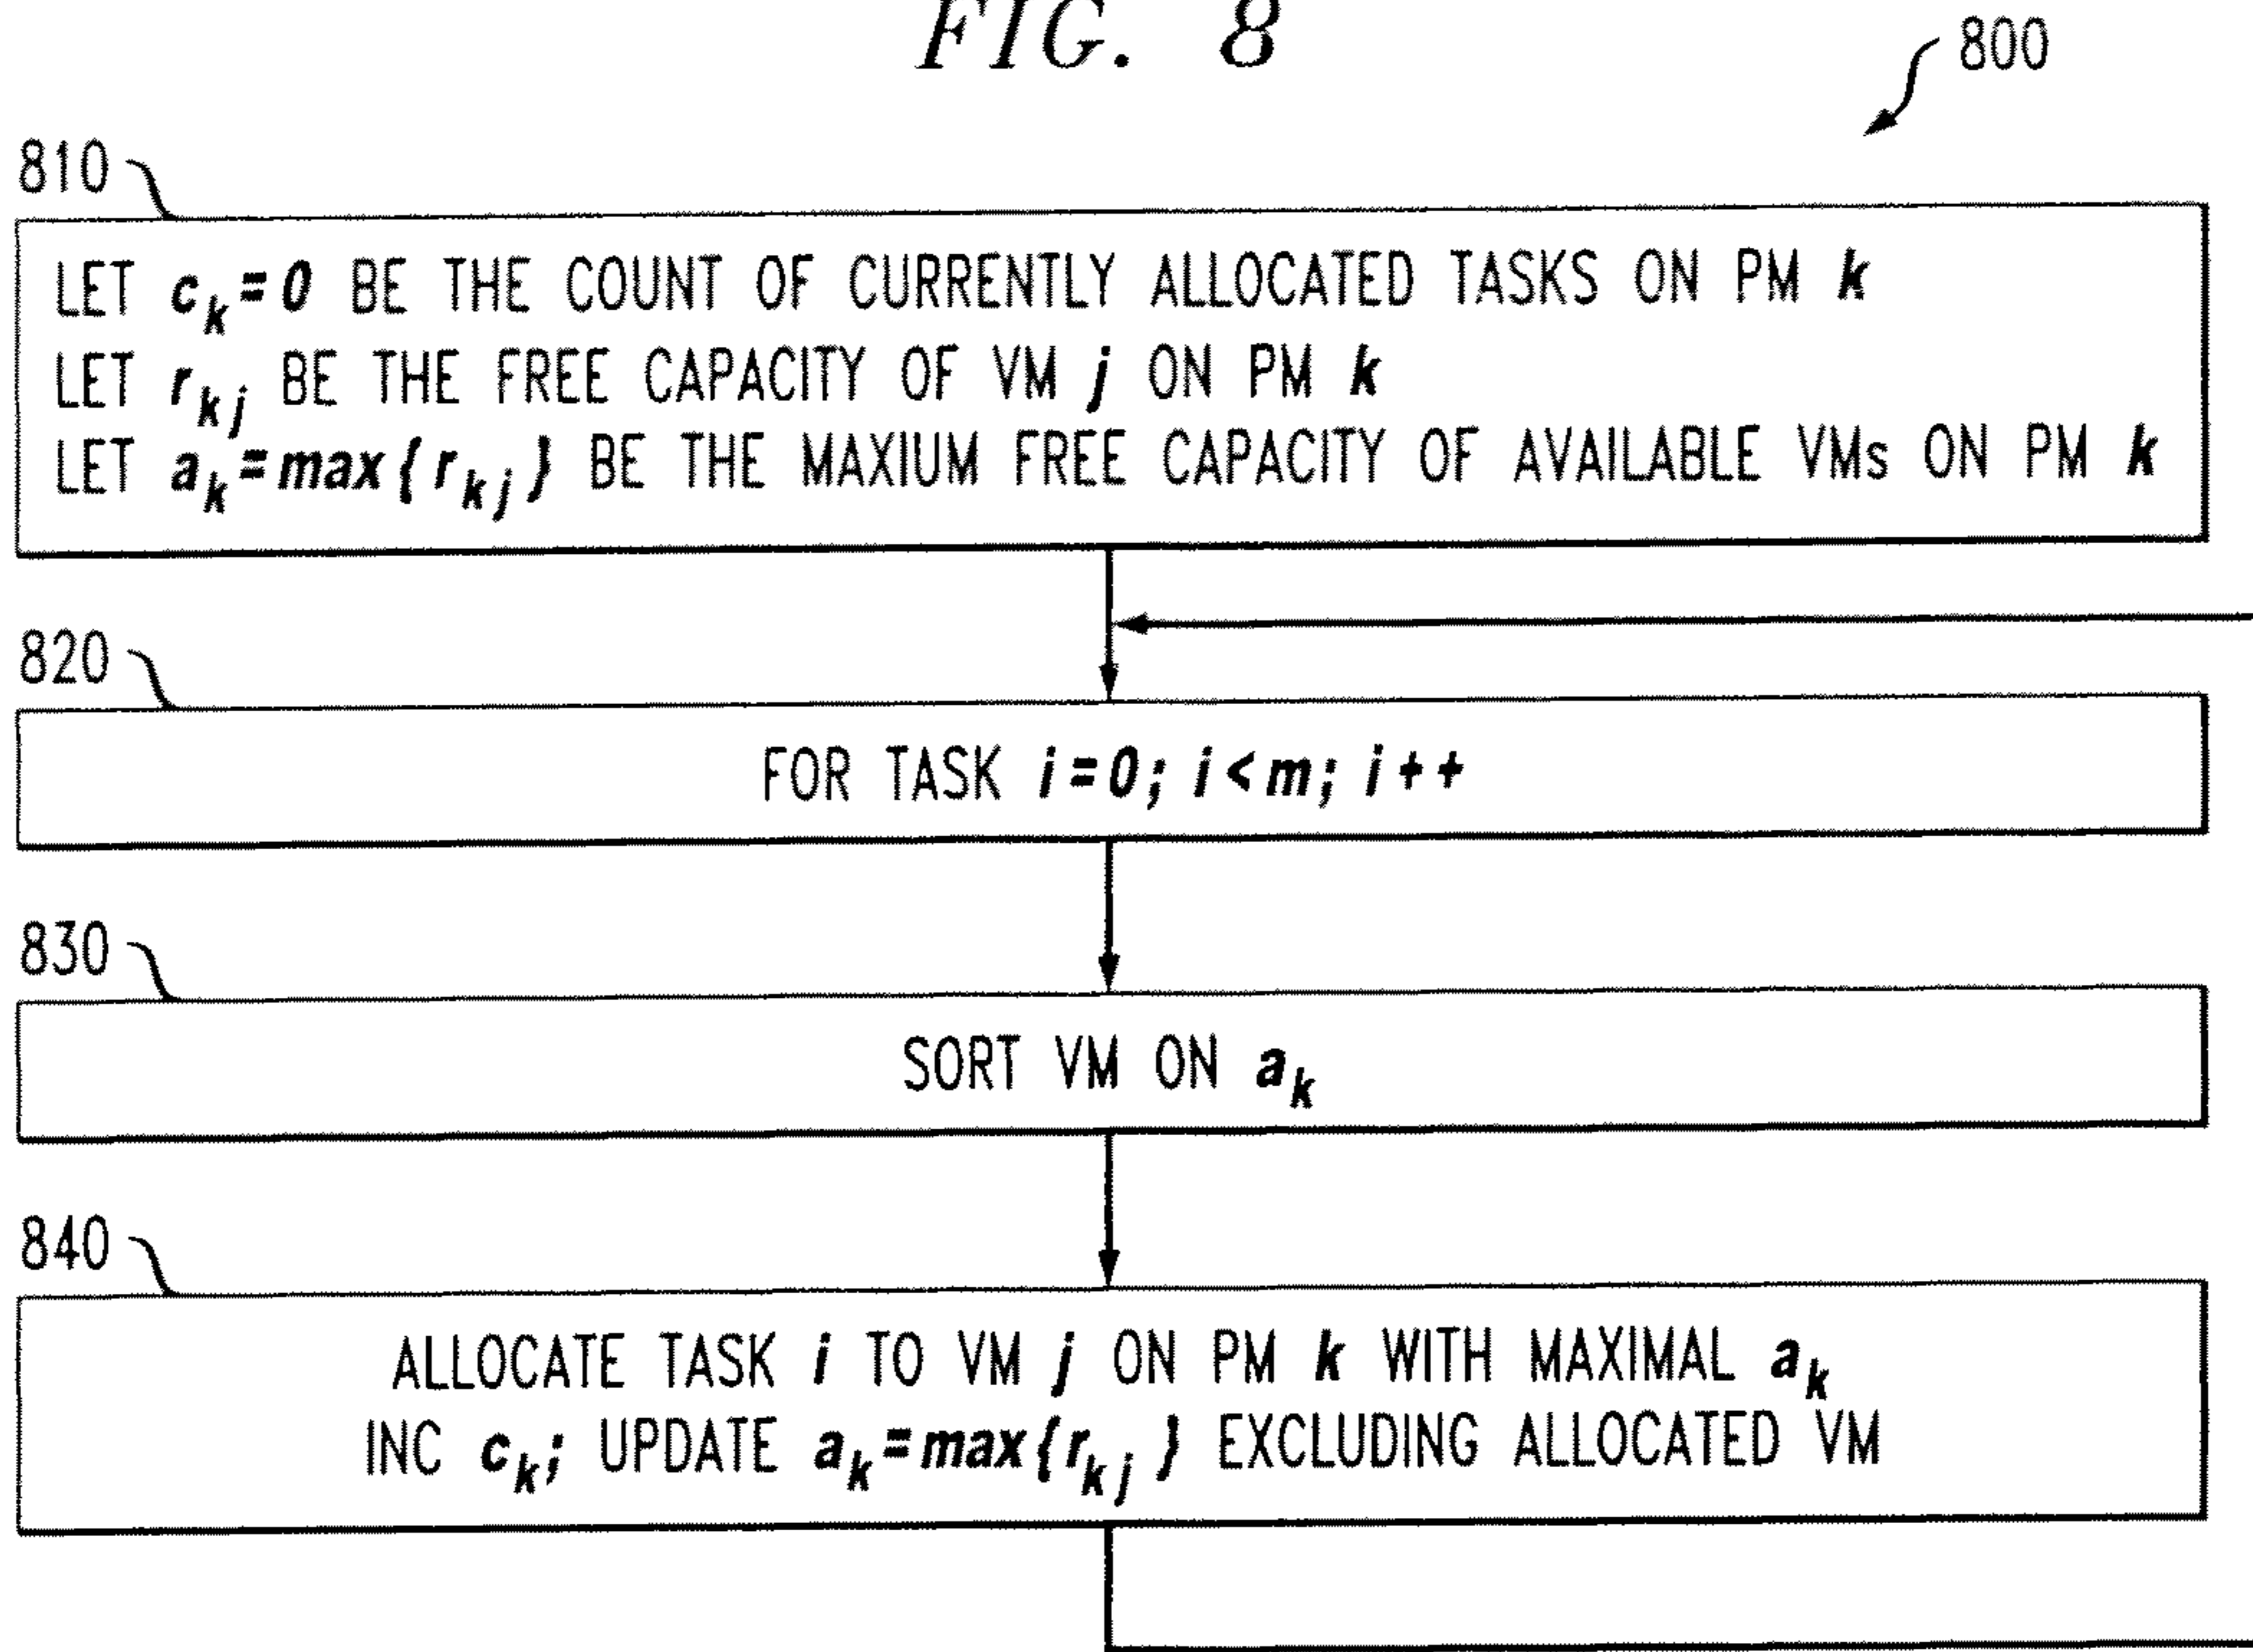 FIG. 8
800
810
LET c_k=0 BE THE COUNT OF CURRENTLY ALLOCATED TASKS ON PM k
LET r_kj BE THE FREE CAPACITY OF VM j ON PM k
LET a_k=max{r_kj} BE THE MAXIUM FREE CAPACITY OF AVAILABLE VMs ON PM k
820
FOR TASK i=0; i<m; i++
830
SORT VM ON a_k
840
ALLOCATE TASK i TO VM j ON PM k WITH MAXIMAL a_k
INC c_k; UPDATE a_k=max{r_kj} EXCLUDING ALLOCATED VM